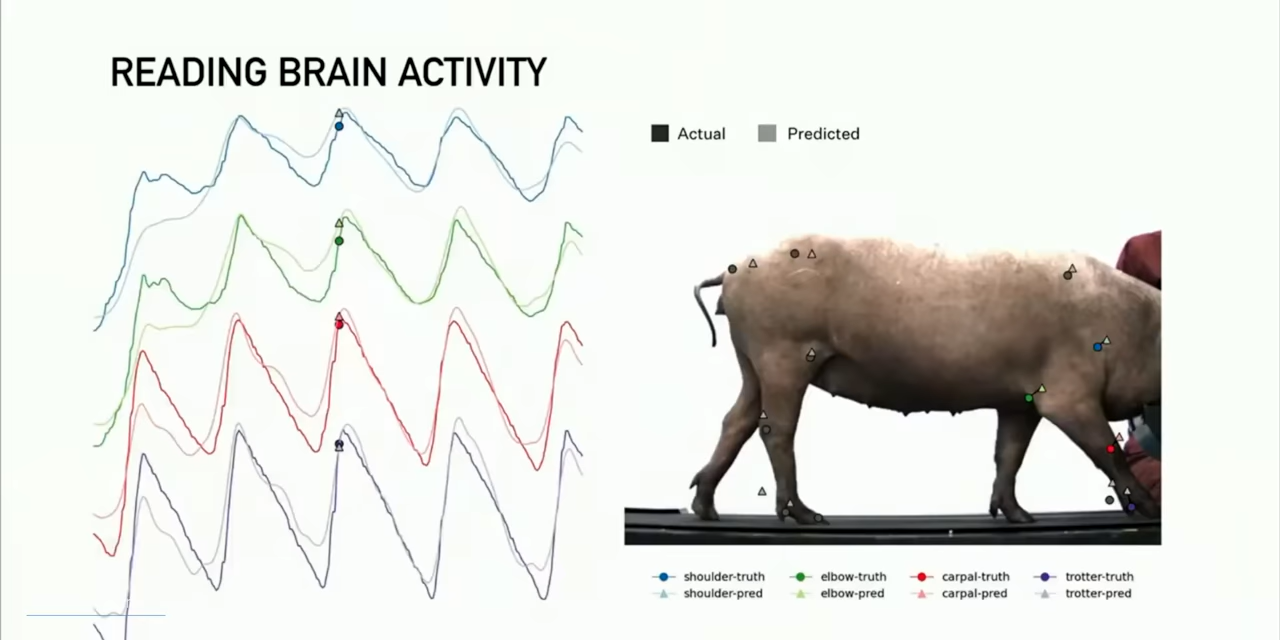 READING BRAIN ACTIVITY
Actual Predicted
shoulder-truth elbow-truth carpal-truth trotter-truth
shoulder-pred elbow-pred carpal-pred trotter-pred